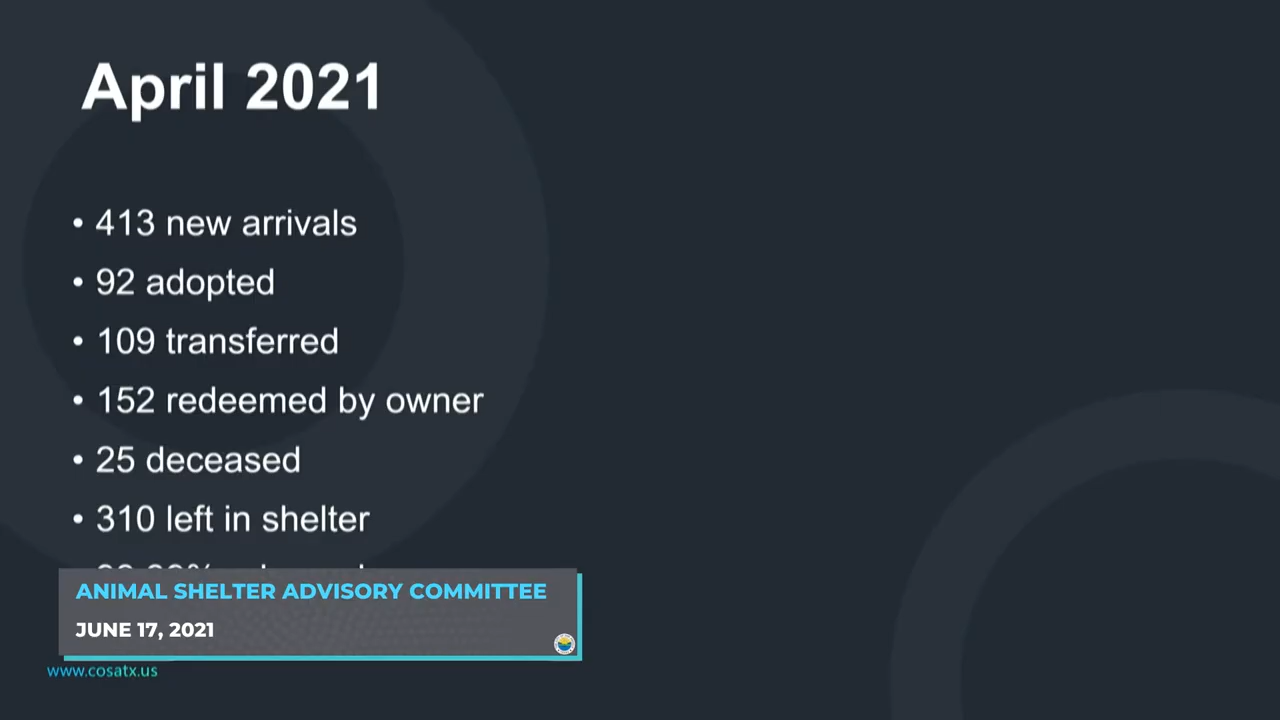 April 2021
• 413 new arrivals
• 92 adopted
• 109 transferred
• 152 redeemed by owner
• 25 deceased
• 310 left in shelter
ANIMAL SHELTER ADVISORY COMMITTEE
JUNE 17, 2021
www.cosatx.us